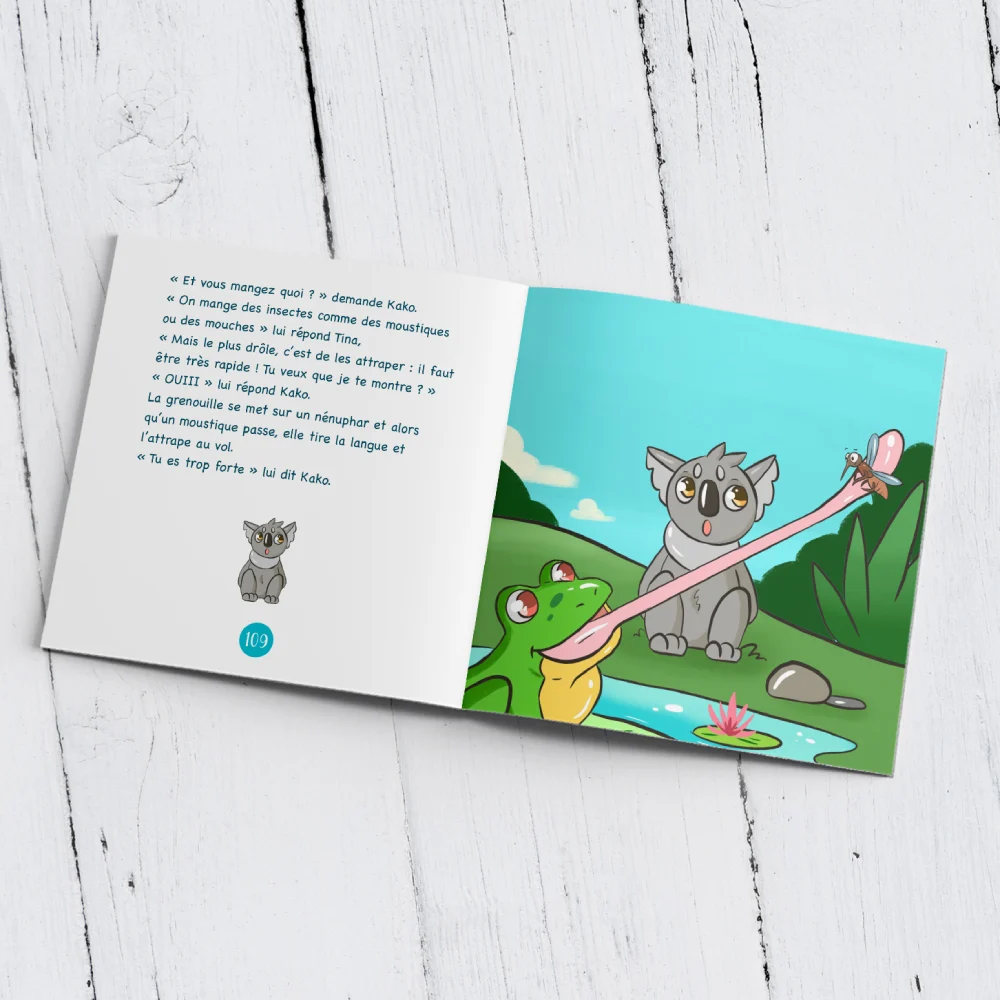 « Et vous mangez quoi ? » demande Kako.
« On mange des insectes comme des moustiques
ou des mouches » lui répond Tina,
« Mais le plus drôle, c'est de les attraper : il faut
être très rapide ! Tu veux que je te montre ? »
« OUIII » lui répond Kako.
La grenouille se met sur un nénuphar et alors
qu'un moustique passe, elle tire la langue et
l'attrape au vol.
« Tu es trop forte » lui dit Kako.
109